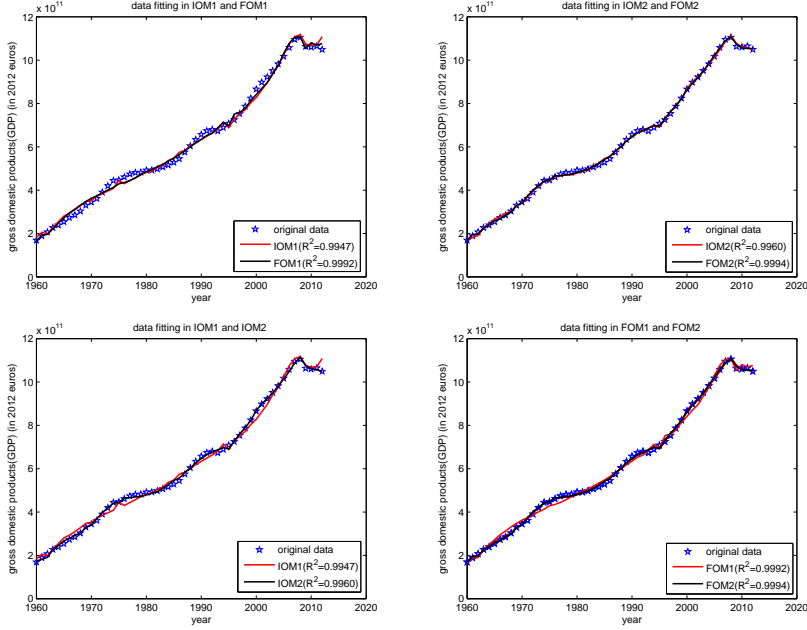 data fitting in IOM1 and FOM1
x 10^11
12
10
8
6
4
2
0
gross domestic products(GDP) (in 2012 euros)
original data
IOM1(R^2=0.9947)
FOM1(R^2=0.9992)
1960 1970 1980 1990 2000 2010 2020
year
data fitting in IOM2 and FOM2
x 10^11
12
10
8
6
4
2
0
gross domestic products(GDP) (in 2012 euros)
original data
IOM2(R^2=0.9960)
FOM2(R^2=0.9994)
1960 1970 1980 1990 2000 2010 2020
year
data fitting in IOM1 and IOM2
x 10^11
12
10
8
6
4
2
0
gross domestic products(GDP) (in 2012 euros)
original data
IOM1(R^2=0.9947)
IOM2(R^2=0.9960)
1960 1970 1980 1990 2000 2010 2020
year
data fitting in FOM1 and FOM2
x 10^11
12
10
8
6
4
2
0
gross domestic products(GDP) (in 2012 euros)
original data
FOM1(R^2=0.9992)
FOM2(R^2=0.9994)
1960 1970 1980 1990 2000 2010 2020
year